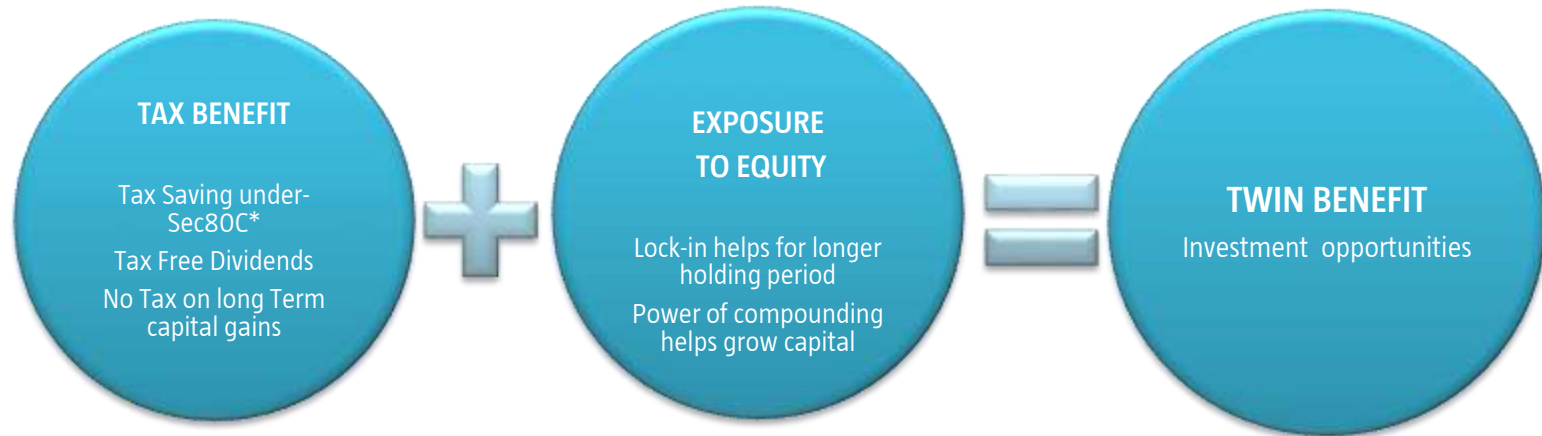 TAX BENEFIT
Tax Saving under-
Sec80C*
Tax Free Dividends
No Tax on long Term
capital gains
EXPOSURE
TO EQUITY
Lock-in helps for longer
holding period
Power of compounding
helps grow capital
TWIN BENEFIT
Investment opportunities